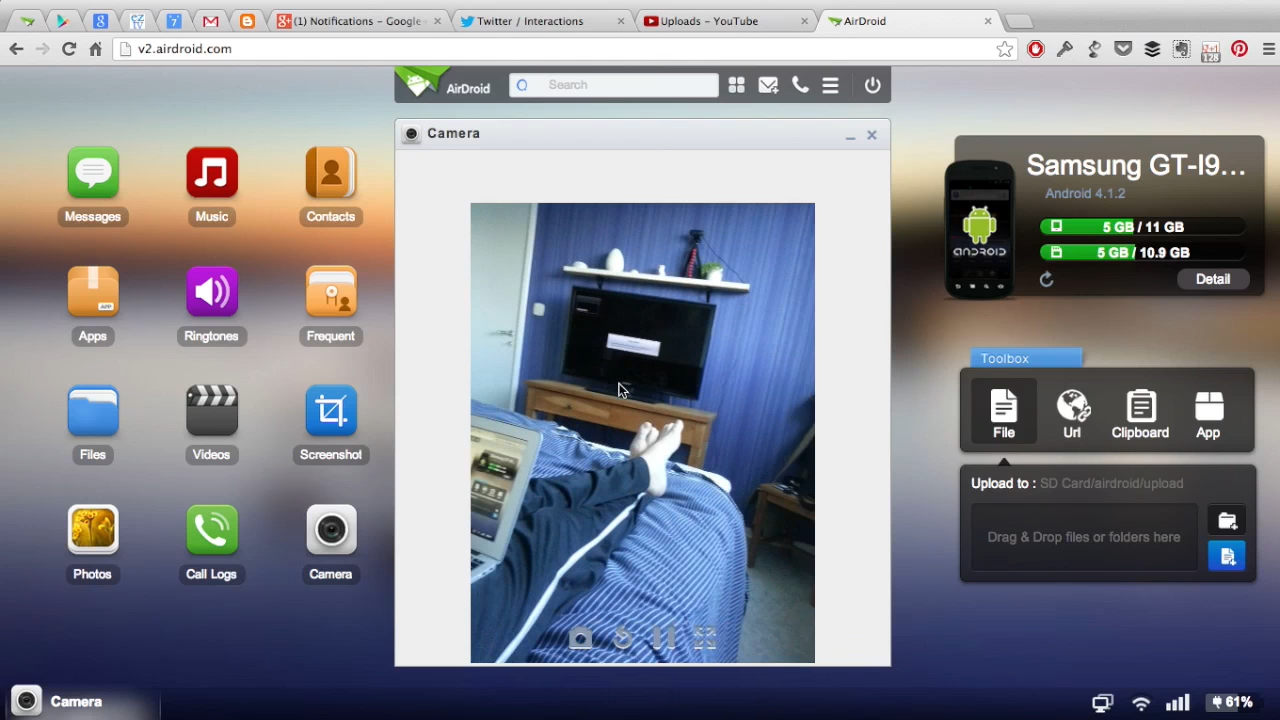 (1) Notifications - Google
Twitter / Interactions
Uploads - YouTube
AirDroid
v2.airdroid.com
AirDroid
Search
Camera
Messages
Music
Contacts
Apps
Ringtones
Frequent
Files
Videos
Screenshot
Photos
Call Logs
Camera
APP
Samsung GT-I9...
Android 4.1.2
5 GB / 11 GB
5 GB / 10.9 GB
ANDROID
Detail
Toolbox
File
Url
Clipboard
App
Upload to : SD Card/airdroid/upload
Drag & Drop files or folders here
Camera
61%